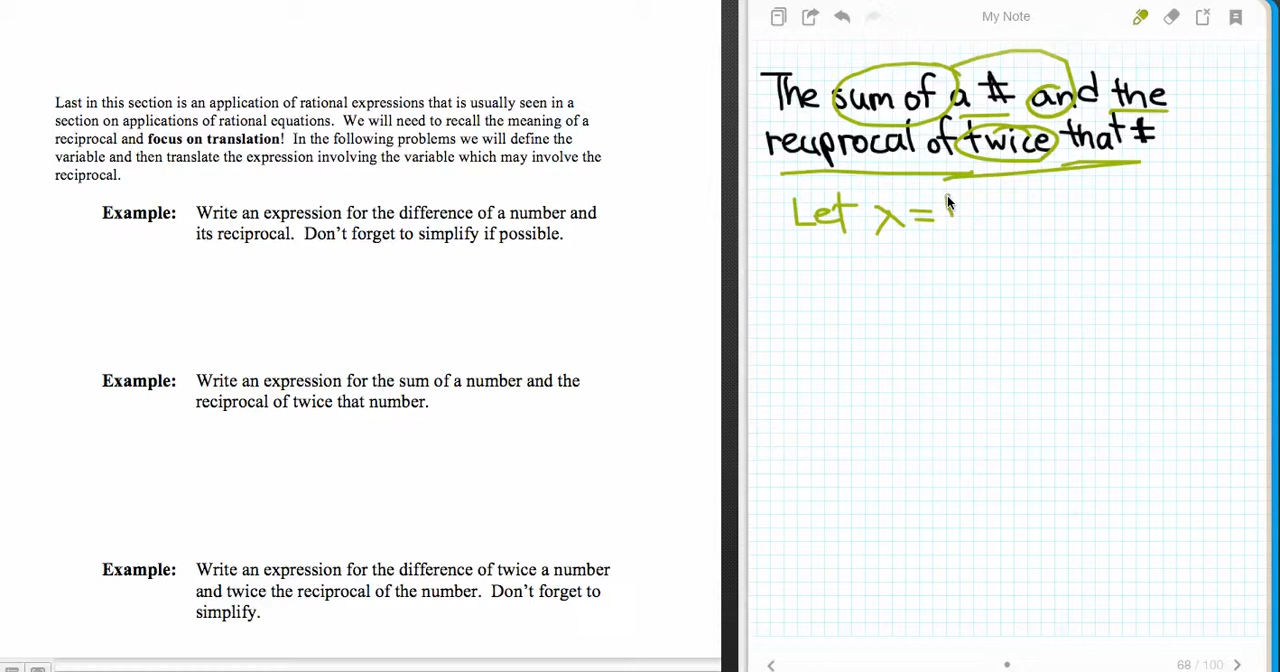 Last in this section is an application of rational expressions that is usually seen in a
section on applications of rational equations. We will need to recall the meaning of a
reciprocal and focus on translation! In the following problems we will define the
variable and then translate the expression involving the variable which may involve the
reciprocal.
Example: Write an expression for the difference of a number and
its reciprocal. Don't forget to simplify if possible.
Example: Write an expression for the sum of a number and the
reciprocal of twice that number.
Example: Write an expression for the difference of twice a number
and twice the reciprocal of the number. Don't forget to
simplify.
My Note
The sum of a # and the
reciprocal of twice that #
Let x =
68 / 100